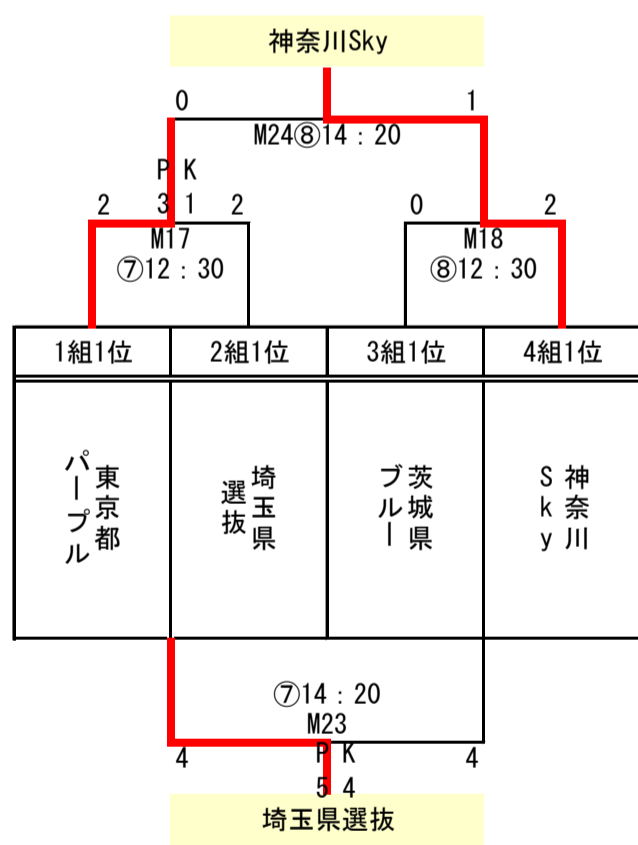 神奈川Sky
0 1
M24⑧14：20
PK
2 3 1 2 0 2
M17 M18
⑦12：30 ⑧12：30
1組1位 2組1位 3組1位 4組1位
東京都
パープル
埼玉県
選抜
茨城県
ブルー
神奈川
Sky
⑦14：20
M23
4 PK 4
5 4
埼玉県選抜